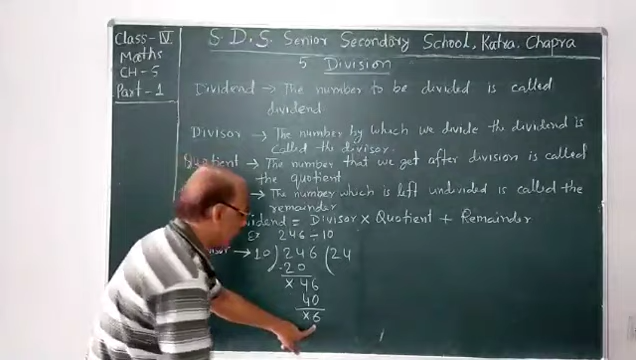 Class-IV
Maths
CH-5
Part-1
S.D.S. Senior Secondary School, Katra, Chapra
5 Division
Dividend → The number to be divided is called
dividend.
Divisor → The number by which we divide the dividend is
called the divisor.
Quotient → The number that we get after division is called
the quotient
→ The number which is left undivided is called the
remainder
= Divisor × Quotient + Remainder
Ex 246 ÷ 10
→ 10) 246 (24
-20
×46
40
×6